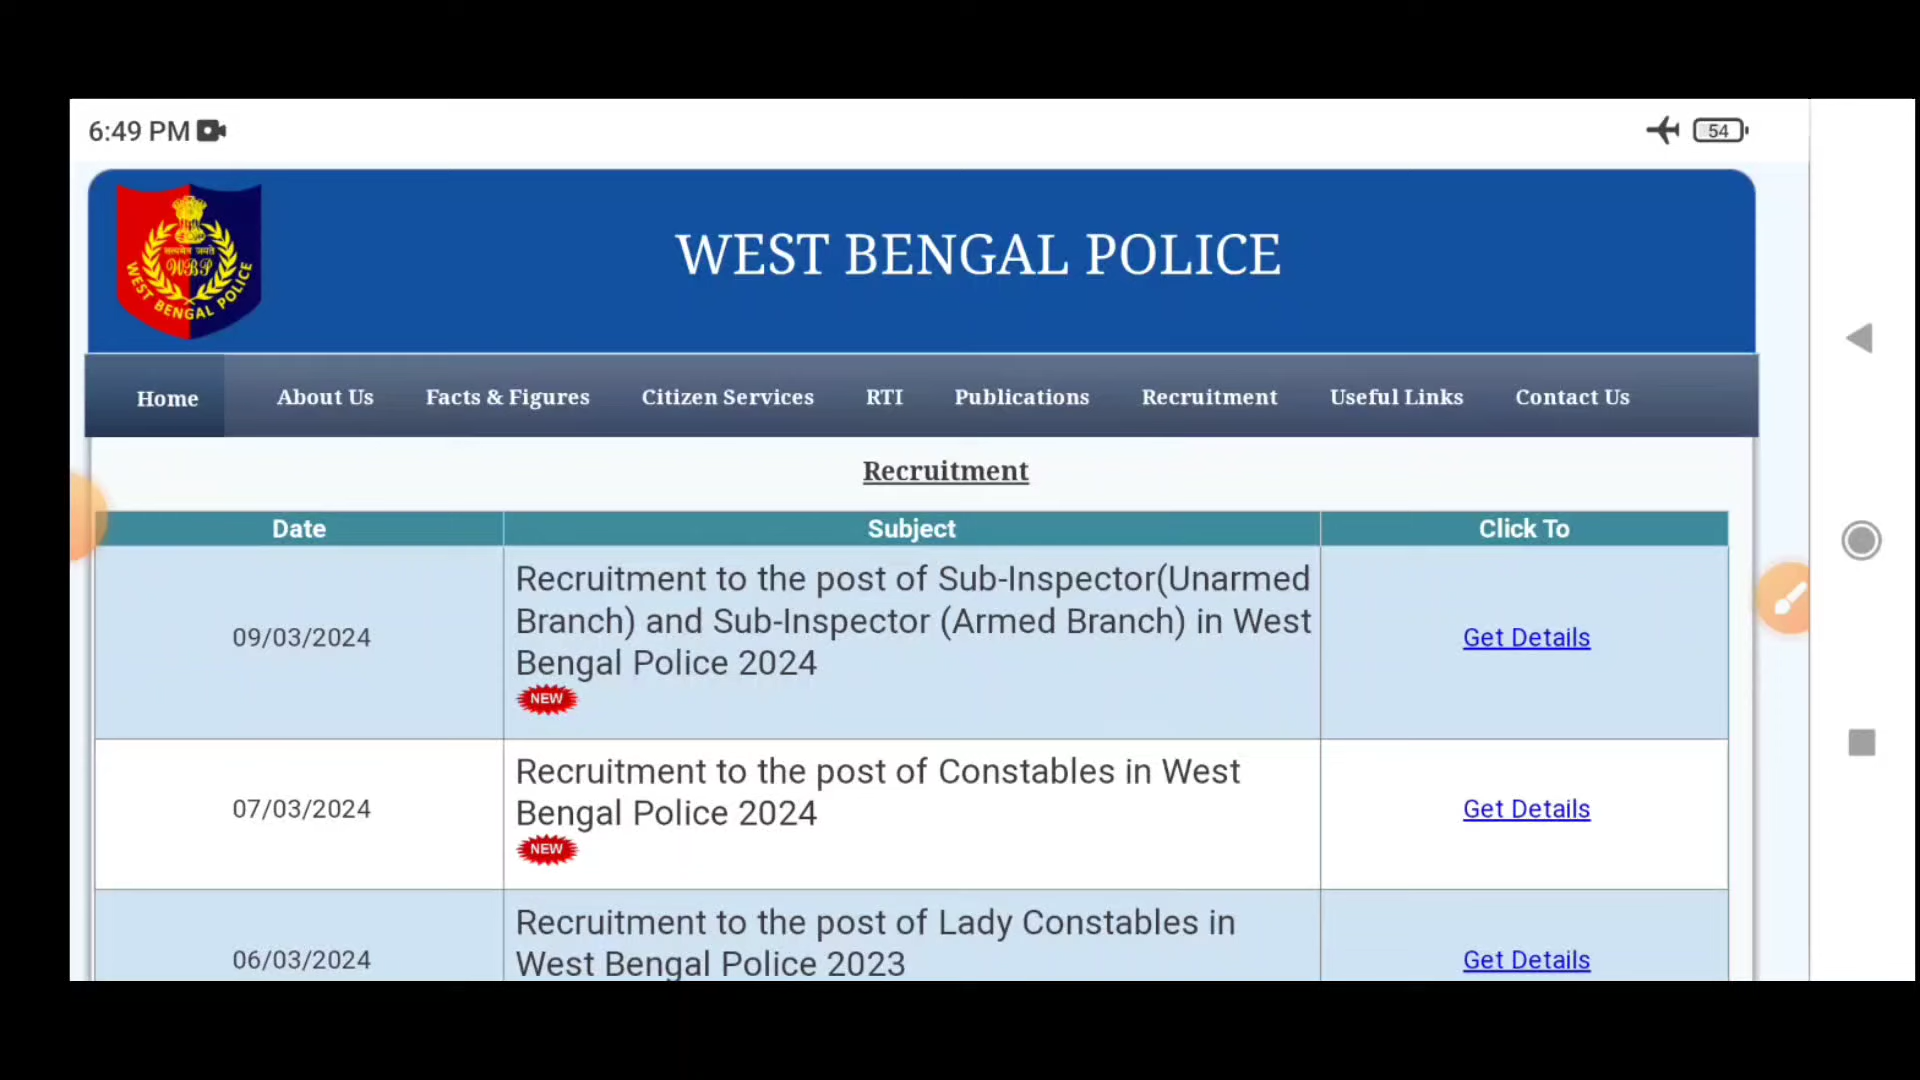 6:49 PM
54
सत्यमेव जयते
WBP
WEST BENGAL POLICE
WEST BENGAL POLICE
Home About Us Facts & Figures Citizen Services RTI Publications Recruitment Useful Links Contact Us
Recruitment
Date Subject Click To
Recruitment to the post of Sub-Inspector(Unarmed
Branch) and Sub-Inspector (Armed Branch) in West
09/03/2024 Get Details
Bengal Police 2024
NEW
Recruitment to the post of Constables in West
07/03/2024 Bengal Police 2024 Get Details
NEW
Recruitment to the post of Lady Constables in
06/03/2024 West Bengal Police 2023 Get Details